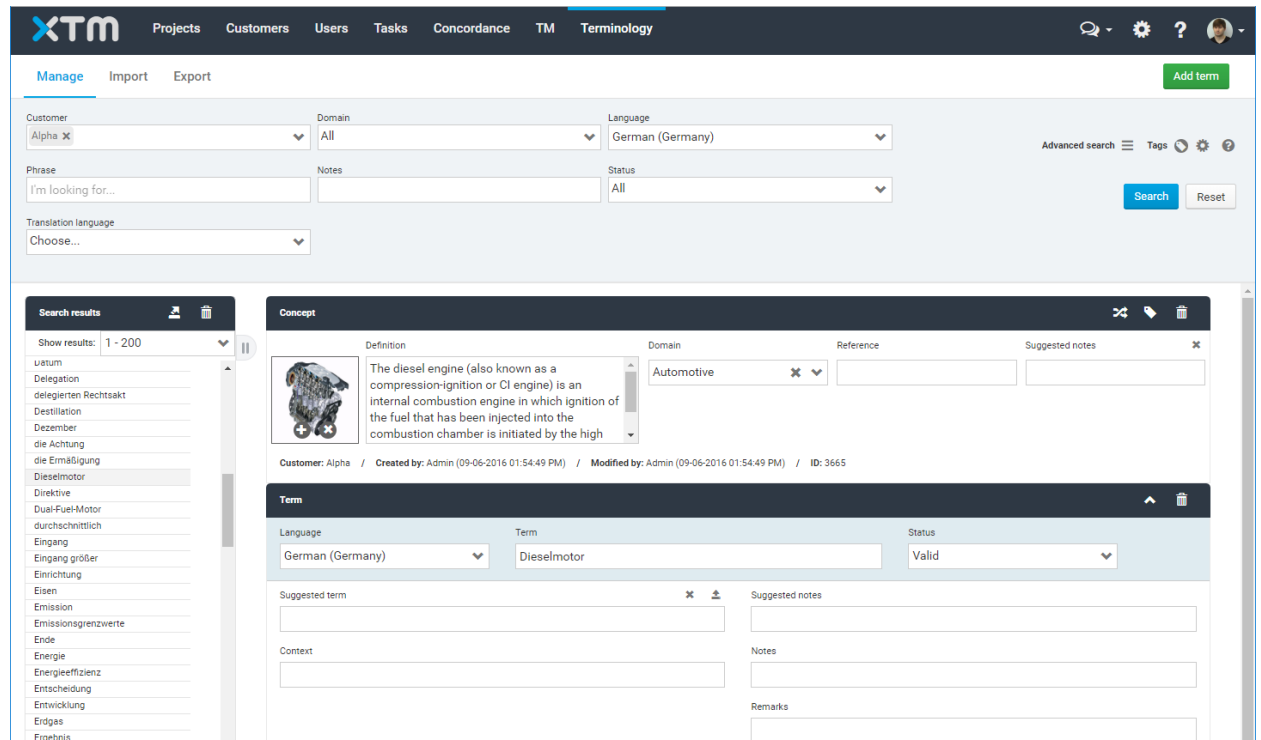 XTM Projects Customers Users Tasks Concordance TM Terminology
Manage Import Export Add term
Customer Domain Language
Alpha All German (Germany)
Advanced search Tags
Phrase Notes Status
I'm looking for... All
Search Reset
Translation language
Choose...
Search results
Show results: 1 - 200
Datum
Delegation
delegierten Rechtsakt
Destillation
Dezember
die Achtung
die Ermäßigung
Dieselmotor
Direktive
Dual-Fuel-Motor
durchschnittlich
Eingang
Eingang größer
Einrichtung
Eisen
Emission
Emissionsgrenzwerte
Ende
Energie
Energieeffizienz
Entscheidung
Entwicklung
Erdgas
Ergebnis
Concept
Definition Domain Reference Suggested notes
The diesel engine (also known as a
compression-ignition or CI engine) is an
internal combustion engine in which ignition of
the fuel that has been injected into the
combustion chamber is initiated by the high
Automotive
Customer: Alpha / Created by: Admin (09-06-2016 01:54:49 PM) / Modified by: Admin (09-06-2016 01:54:49 PM) / ID: 3665
Term
Language Term Status
German (Germany) Dieselmotor Valid
Suggested term Suggested notes
Context Notes
Remarks